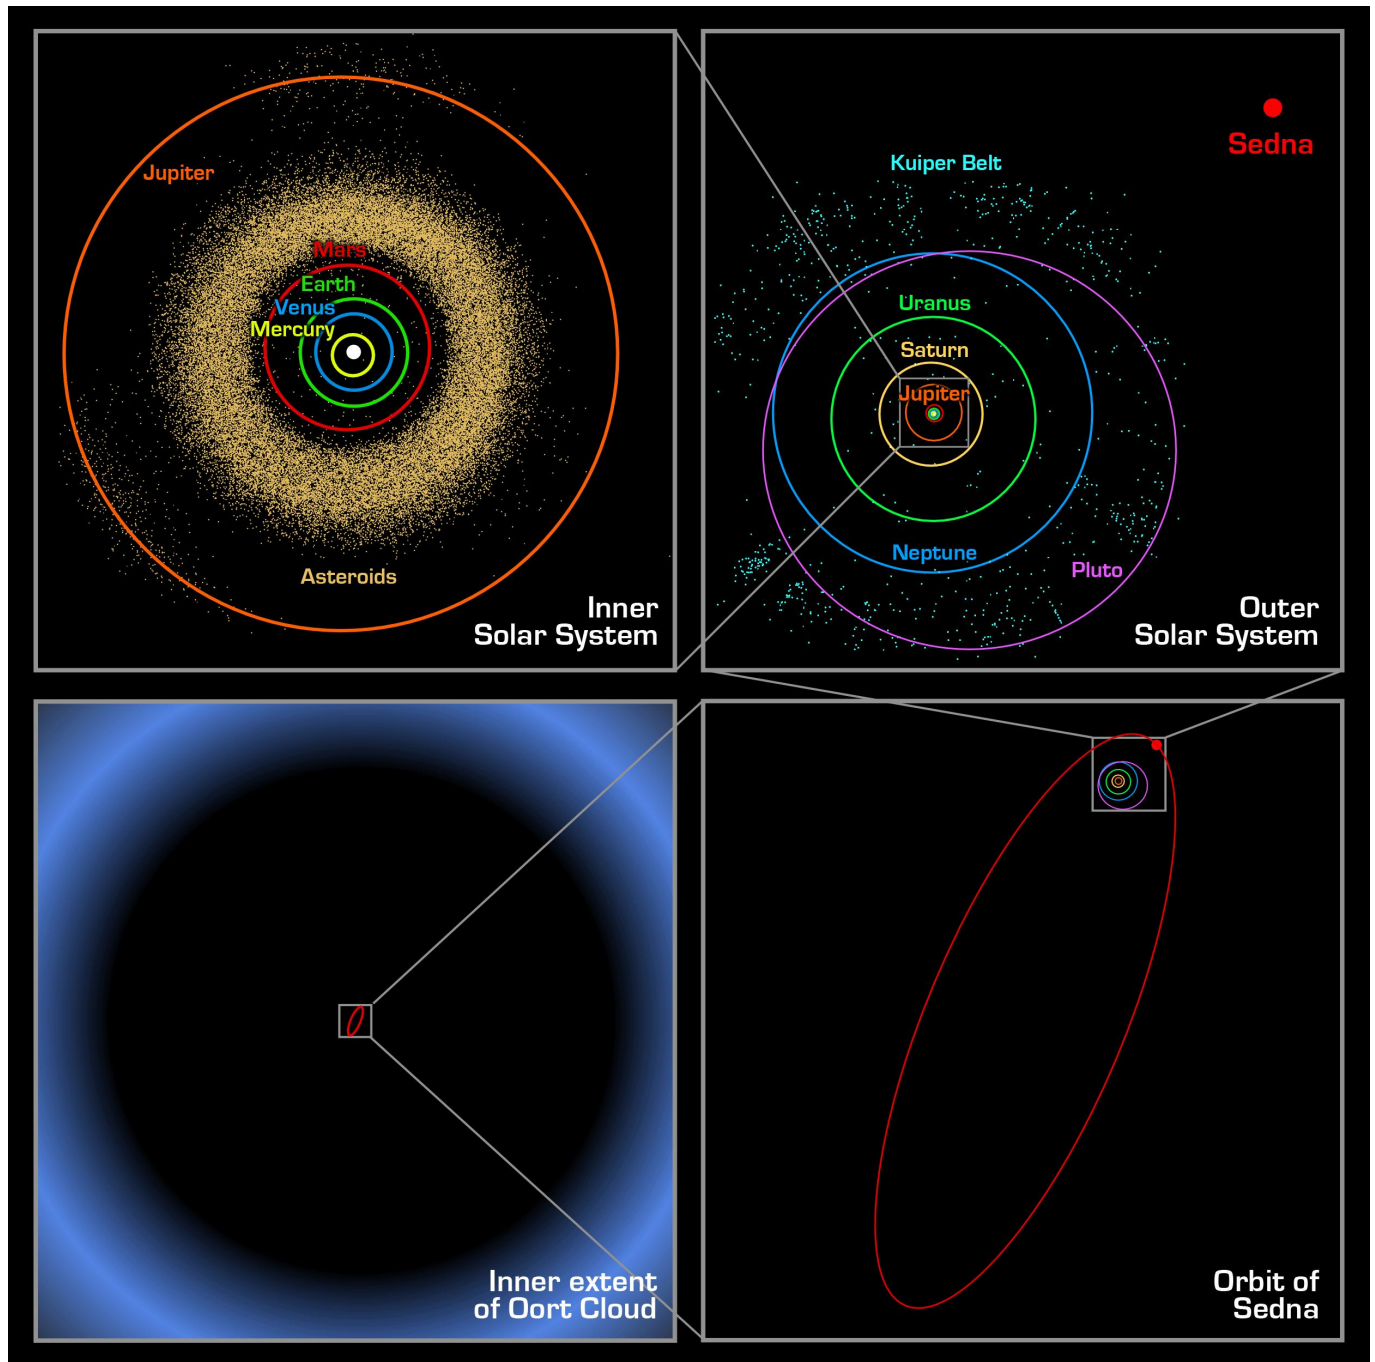 Jupiter
Mars
Earth
Venus
Mercury
Asteroids
Inner
Solar System
Sedna
Kuiper Belt
Uranus
Saturn
Jupiter
Neptune
Pluto
Outer
Solar System
Inner extent
of Oort Cloud
Orbit of
Sedna